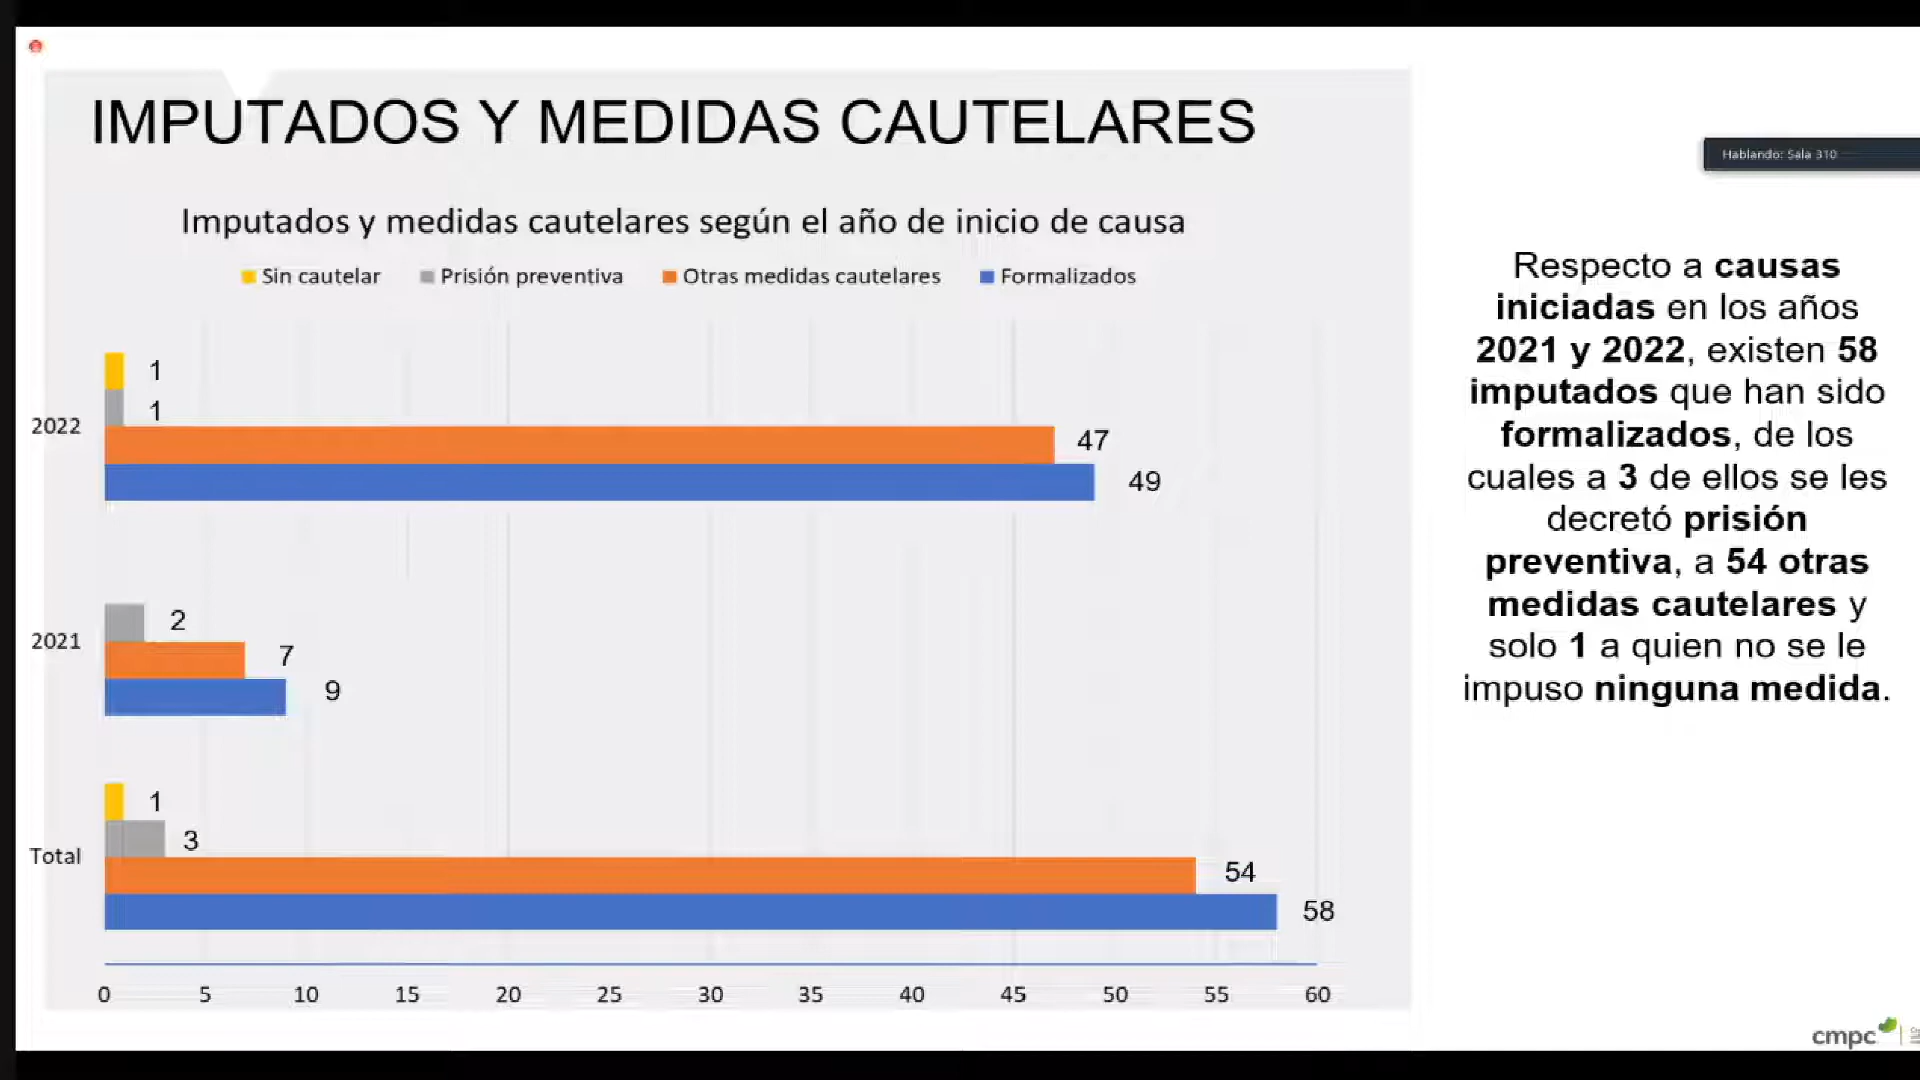 IMPUTADOS Y MEDIDAS CAUTELARES
Hablando: Sala 310
Imputados y medidas cautelares según el año de inicio de causa
Sin cautelar Prisión preventiva Otras medidas cautelares Formalizados
2022
1
1
47
49
2021
2
7
9
Total
1
3
54
58
0 5 10 15 20 25 30 35 40 45 50 55 60
Respecto a causas
iniciadas en los años
2021 y 2022, existen 58
imputados que han sido
formalizados, de los
cuales a 3 de ellos se les
decretó prisión
preventiva, a 54 otras
medidas cautelares y
solo 1 a quien no se le
impuso ninguna medida.
cmpc